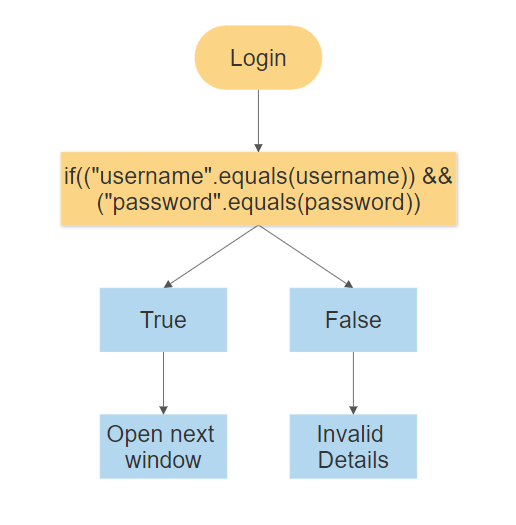 Login
if(("username".equals(username)) &&
("password".equals(password))
True
False
Open next
window
Invalid
Details